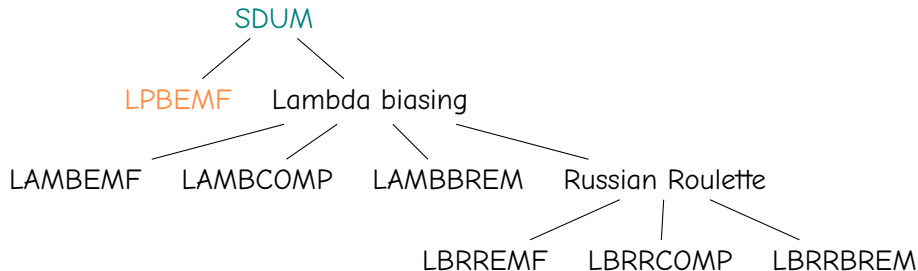 SDUM
LPBEMF Lambda biasing
LAMBEMF LAMBCOMP LAMBBREM Russian Roulette
LBRREMF LBRRCOMP LBRRBREM